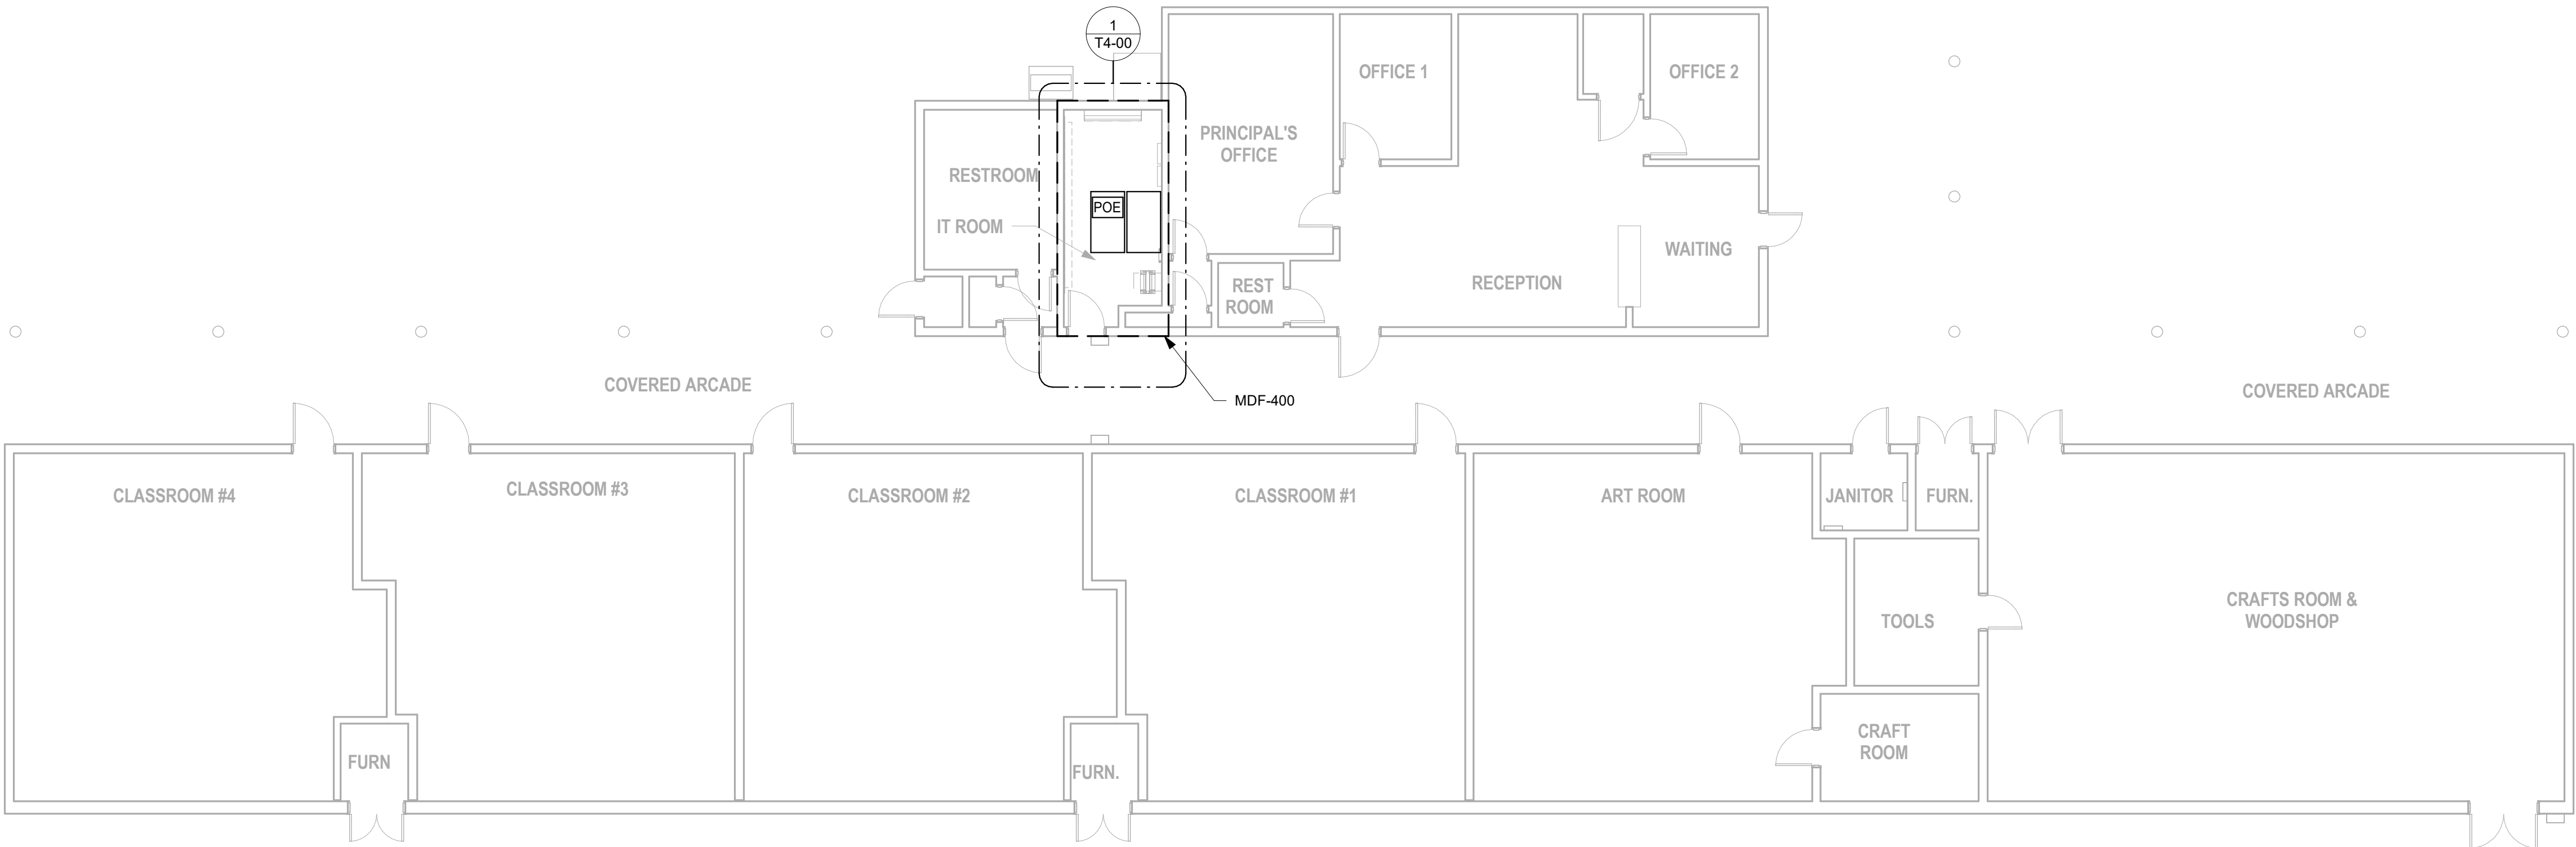 1
T4-00
OFFICE 1
OFFICE 2
PRINCIPAL'S
OFFICE
RESTROOM
POE
IT ROOM
WAITING
REST
ROOM
RECEPTION
COVERED ARCADE
MDF-400
COVERED ARCADE
CLASSROOM #4
CLASSROOM #3
CLASSROOM #2
CLASSROOM #1
ART ROOM
JANITOR
FURN.
TOOLS
CRAFTS ROOM &
WOODSHOP
CRAFT
ROOM
FURN
FURN.